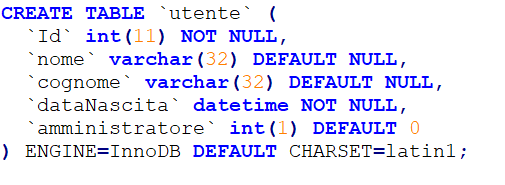 CREATE TABLE `utente` (
  `Id` int(11) NOT NULL,
  `nome` varchar(32) DEFAULT NULL,
  `cognome` varchar(32) DEFAULT NULL,
  `dataNascita` datetime NOT NULL,
  `amministratore` int(1) DEFAULT 0
) ENGINE=InnoDB DEFAULT CHARSET=latin1;